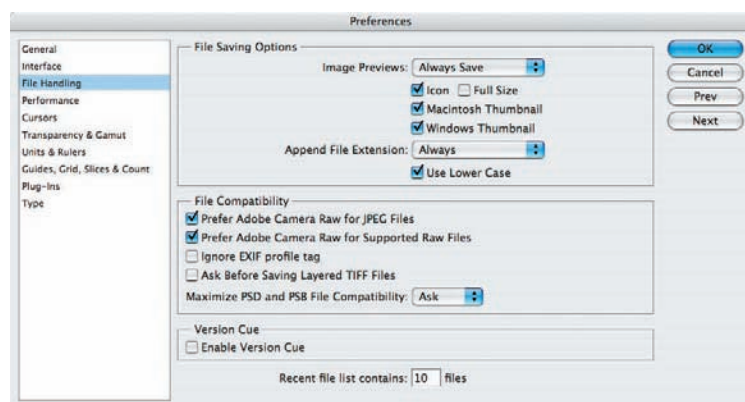 Preferences
General
Interface
File Handling
Performance
Cursors
Transparency & Gamut
Units & Rulers
Guides, Grid, Slices & Count
Plug-Ins
Type
File Saving Options
Image Previews: Always Save
Icon Full Size
Macintosh Thumbnail
Windows Thumbnail
Append File Extension: Always
Use Lower Case
File Compatibility
Prefer Adobe Camera Raw for JPEG Files
Prefer Adobe Camera Raw for Supported Raw Files
Ignore EXIF profile tag
Ask Before Saving Layered TIFF Files
Maximize PSD and PSB File Compatibility: Ask
Version Cue
Enable Version Cue
Recent file list contains: 10 files
OK
Cancel
Prev
Next